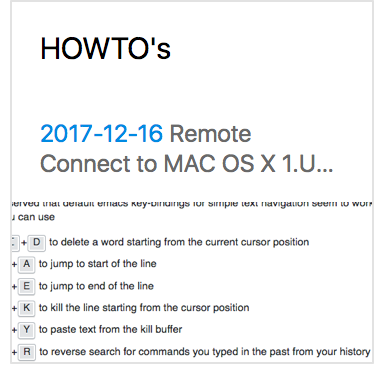 HOWTO's
2017-12-16 Remote
Connect to MAC OS X 1.U...
served that default emacs key-bindings for simple text navigation seem to work
can use
+ D to delete a word starting from the current cursor position
+ A to jump to start of the line
+ E to jump to end of the line
+ K to kill the line starting from the cursor position
+ Y to paste text from the kill buffer
+ R to reverse search for commands you typed in the past from your history